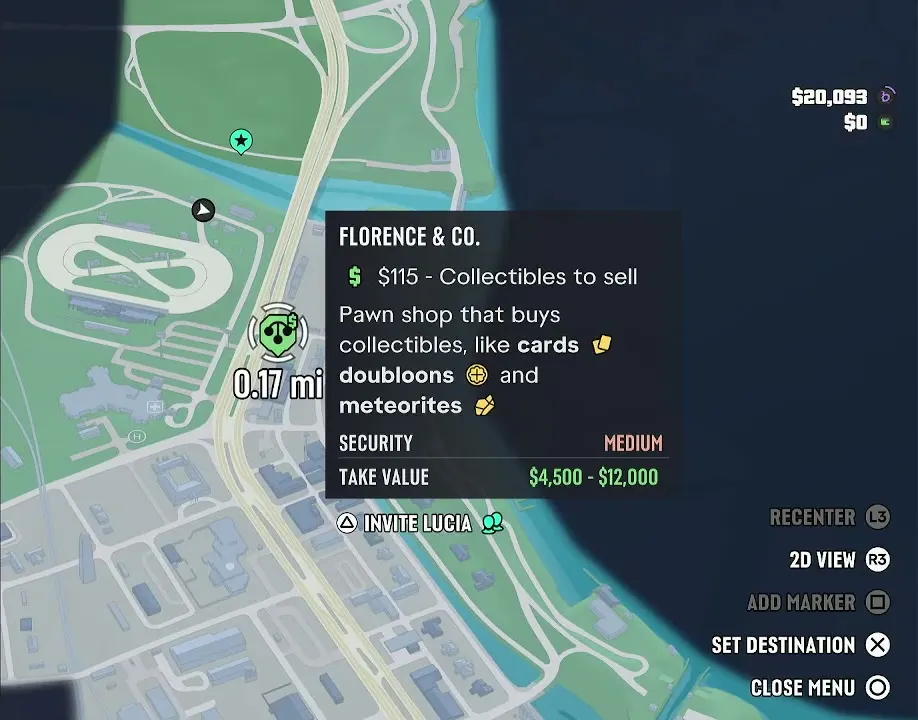 $20,093
$0
FLORENCE & CO.
$ $115 - Collectibles to sell
Pawn shop that buys
collectibles, like cards
doubloons and
meteorites
SECURITY MEDIUM
TAKE VALUE $4,500 - $12,000
0.17 mi
H
INVITE LUCIA
RECENTER L3
2D VIEW R3
ADD MARKER
SET DESTINATION
CLOSE MENU